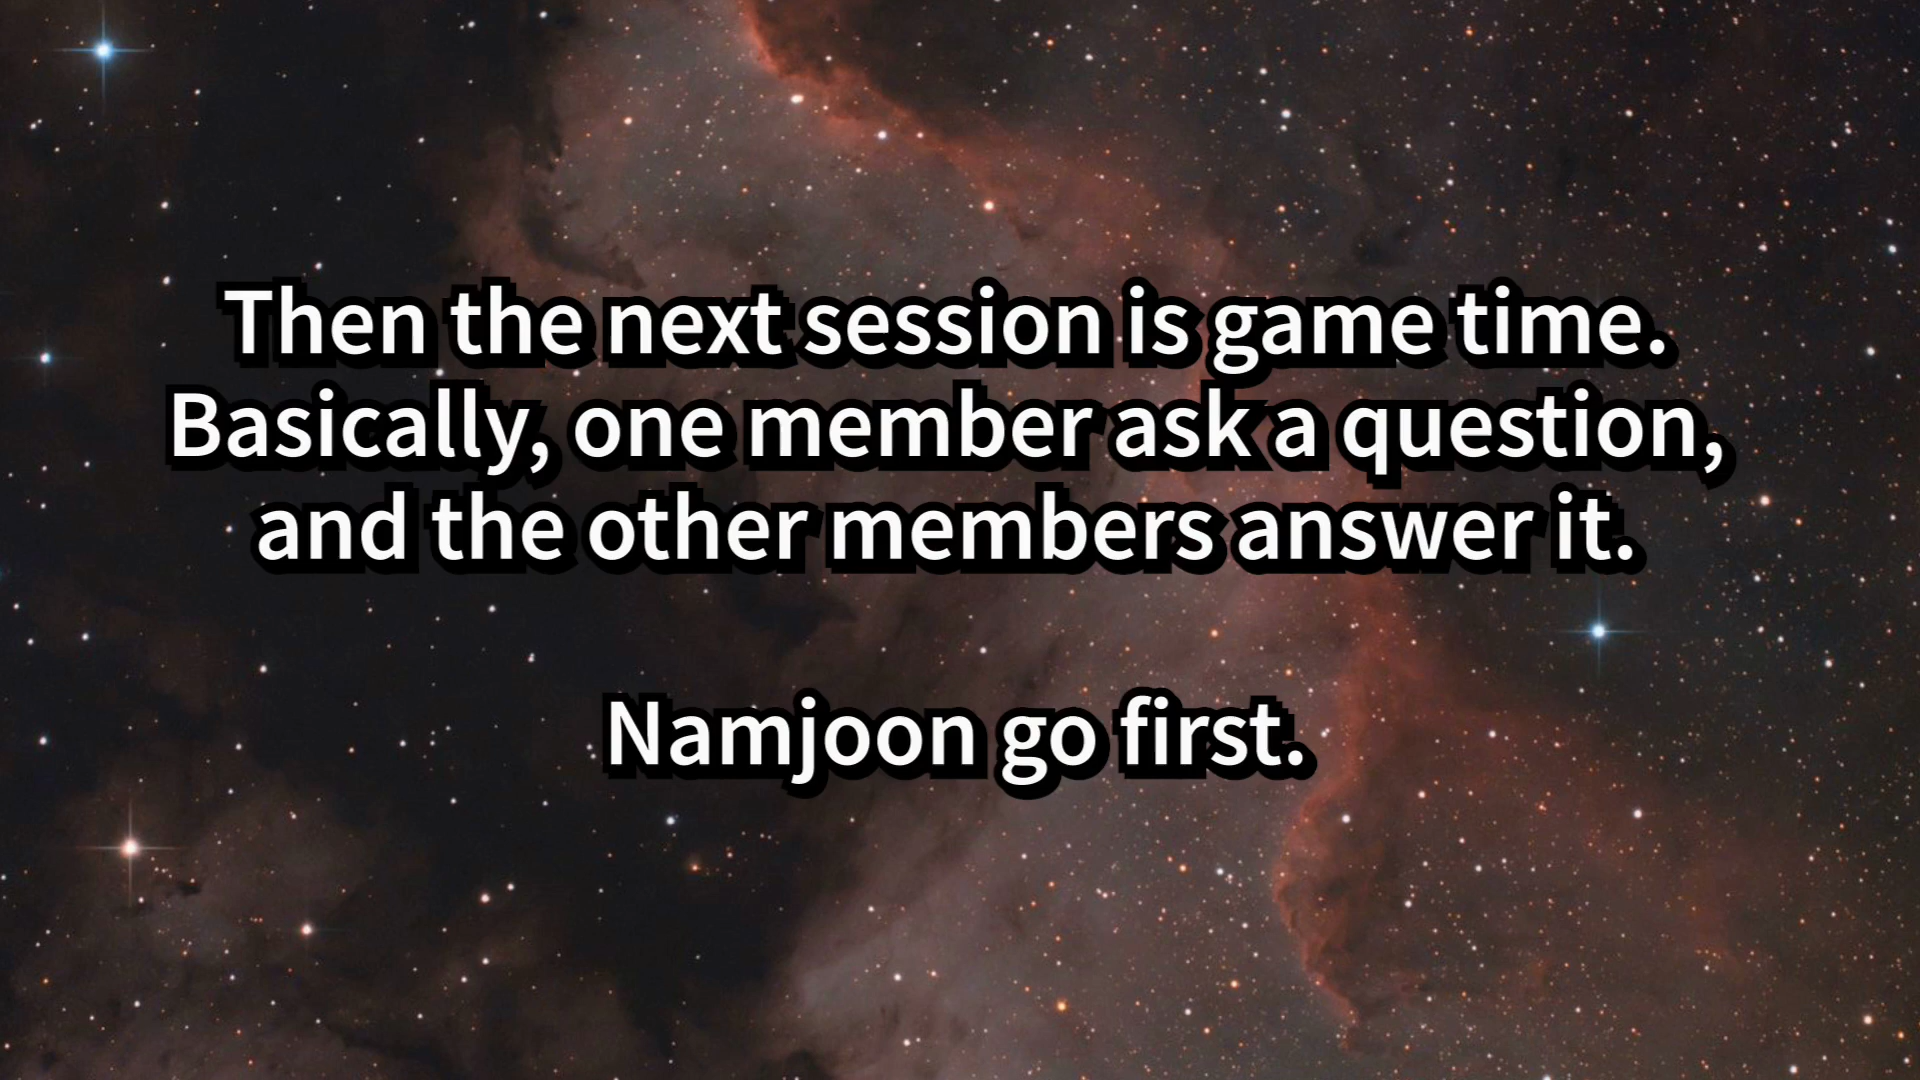 Then the next session is game time.
Basically, one member ask a question,
and the other members answer it.
Namjoon go first.